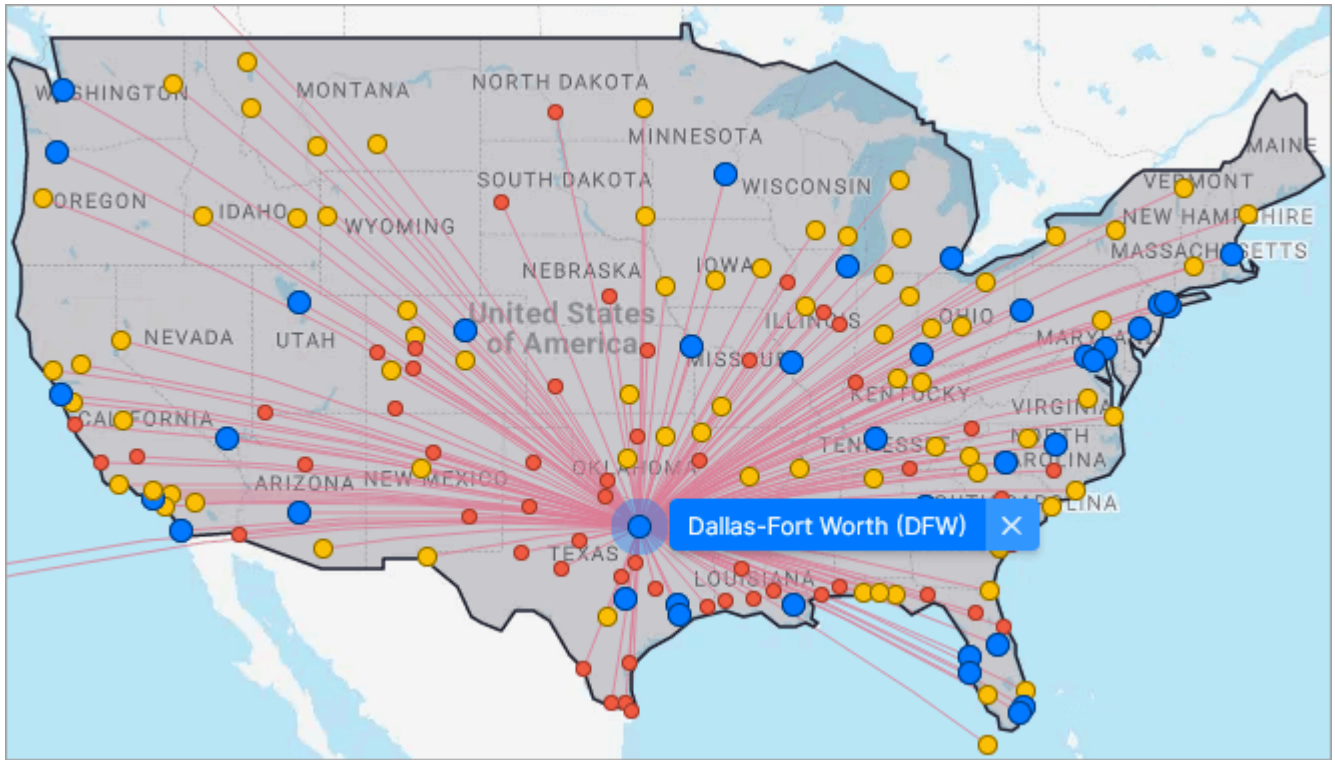 NORTH DAKOTA
MONTANA
WASHINGTON
MINNESOTA
MAINE
SOUTH DAKOTA
WISCONSIN
VERMONT
OREGON
IDAHO
WYOMING
NEW HAMPSHIRE
MASSACHUSETTS
NEBRASKA
IOWA
United States
of America
ILLINOIS
OHIO
NEVADA
UTAH
MARYLAND
MISSOURI
KENTUCKY
VIRGINIA
CALIFORNIA
TENNESSEE
NORTH
CAROLINA
OKLAHOMA
ARIZONA
NEW MEXICO
SOUTH CAROLINA
Dallas-Fort Worth (DFW)
TEXAS
LOUISIANA